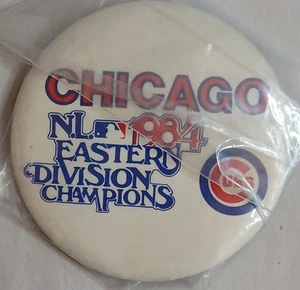 CHICAGO
N.L. 1984
EASTERN
DIVISION
CHAMPIONS
CUBS